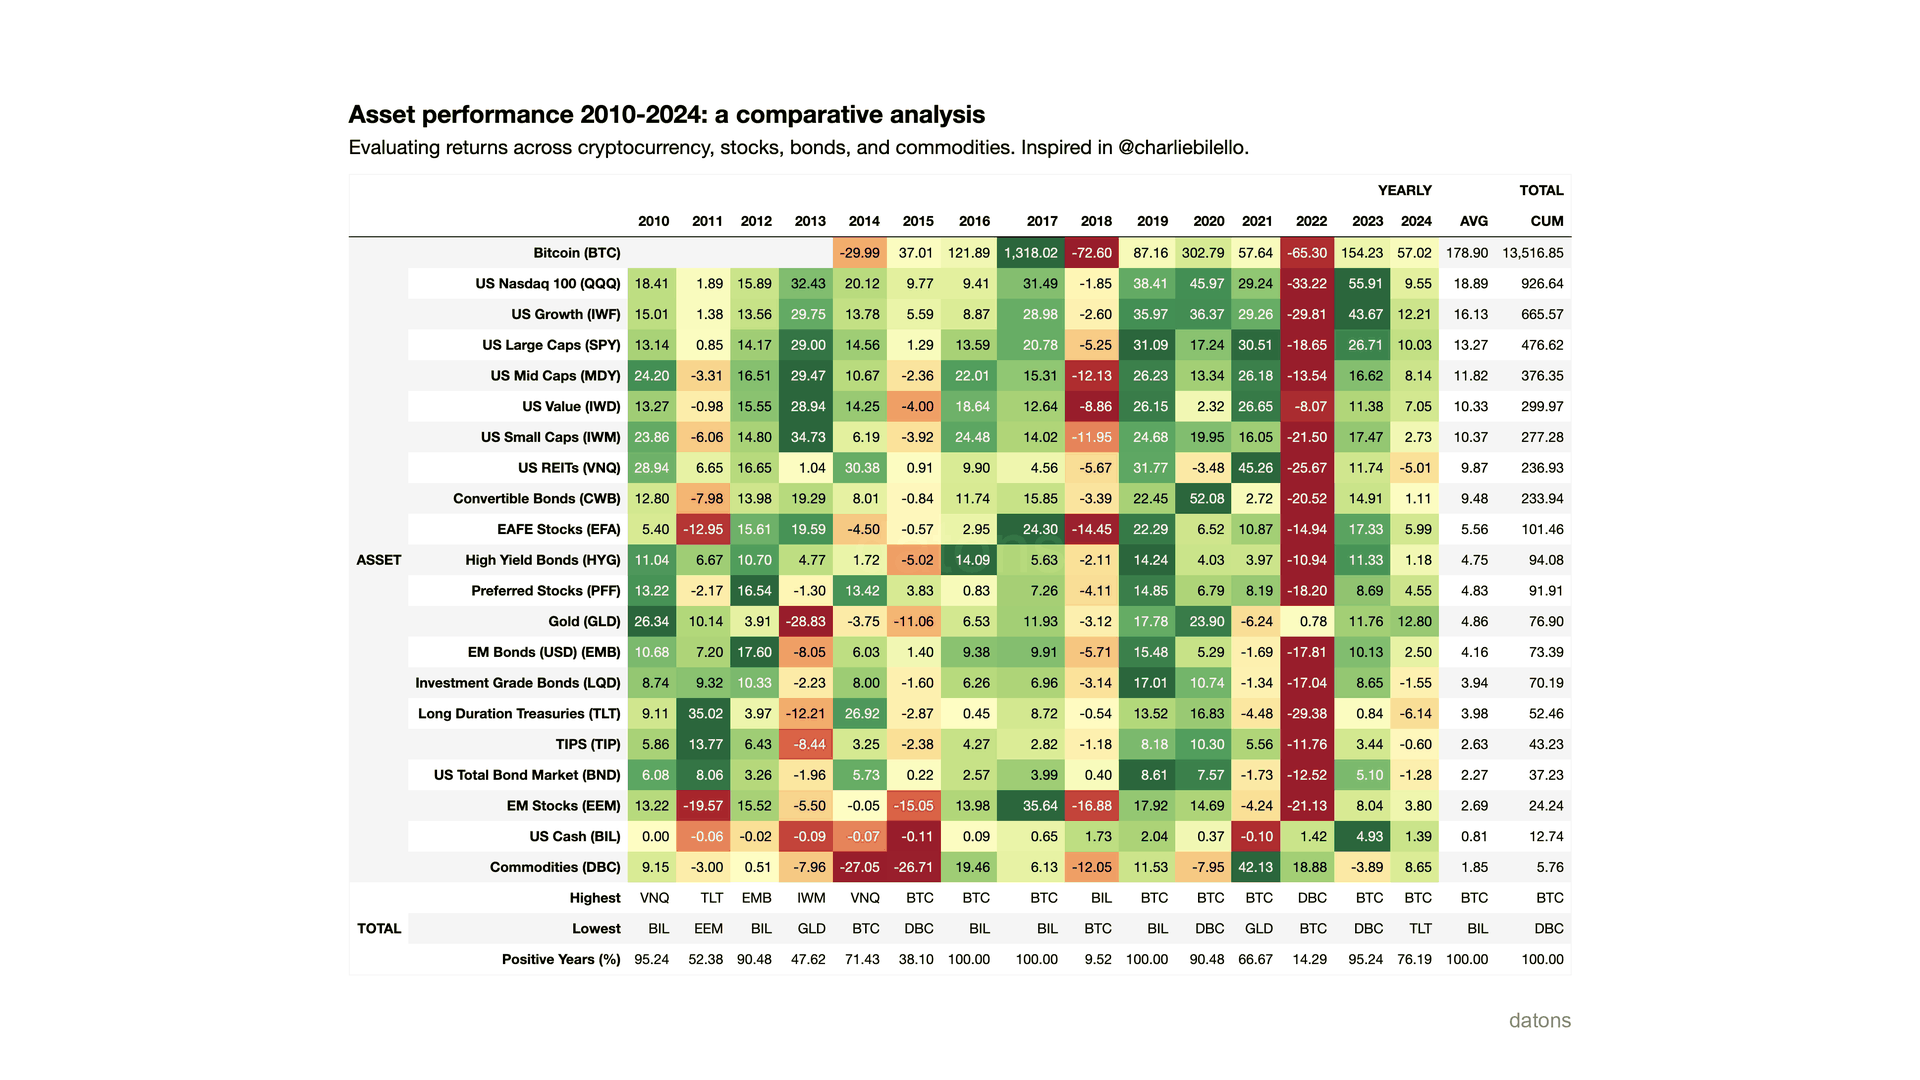 Asset performance 2010-2024: a comparative analysis
Evaluating returns across cryptocurrency, stocks, bonds, and commodities. Inspired in @charliebilello.
YEARLY TOTAL
2010 2011 2012 2013 2014 2015 2016 2017 2018 2019 2020 2021 2022 2023 2024 AVG CUM
Bitcoin (BTC) -29.99 37.01 121.89 1,318.02 -72.60 87.16 302.79 57.64 -65.30 154.23 57.02 178.90 13,516.85
US Nasdaq 100 (QQQ) 18.41 1.89 15.89 32.43 20.12 9.77 9.41 31.49 -1.85 38.41 45.97 29.24 -33.22 55.91 9.55 18.89 926.64
US Growth (IWF) 15.01 1.38 13.56 29.75 13.78 5.59 8.87 28.98 -2.60 35.97 36.37 29.26 -29.81 43.67 12.21 16.13 665.57
US Large Caps (SPY) 13.14 0.85 14.17 29.00 14.56 1.29 13.59 20.78 -5.25 31.09 17.24 30.51 -18.65 26.71 10.03 13.27 476.62
US Mid Caps (MDY) 24.20 -3.31 16.51 29.47 10.67 -2.36 22.01 15.31 -12.13 26.23 13.34 26.18 -13.54 16.62 8.14 11.82 376.35
US Value (IWD) 13.27 -0.98 15.55 28.94 14.25 -4.00 18.64 12.64 -8.86 26.15 2.32 26.65 -8.07 11.38 7.05 10.33 299.97
US Small Caps (IWM) 23.86 -6.06 14.80 34.73 6.19 -3.92 24.48 14.02 -11.95 24.68 19.95 16.05 -21.50 17.47 2.73 10.37 277.28
US REITs (VNQ) 28.94 6.65 16.65 1.04 30.38 0.91 9.90 4.56 -5.67 31.77 -3.48 45.26 -25.67 11.74 -5.01 9.87 236.93
Convertible Bonds (CWB) 12.80 -7.98 13.98 19.29 8.01 -0.84 11.74 15.85 -3.39 22.45 52.08 2.72 -20.52 14.91 1.11 9.48 233.94
EAFE Stocks (EFA) 5.40 -12.95 15.61 19.59 -4.50 -0.57 2.95 24.30 -14.45 22.29 6.52 10.87 -14.94 17.33 5.99 5.56 101.46
ASSET High Yield Bonds (HYG) 11.04 6.67 10.70 4.77 1.72 -5.02 14.09 5.63 -2.11 14.24 4.03 3.97 -10.94 11.33 1.18 4.75 94.08
Preferred Stocks (PFF) 13.22 -2.17 16.54 -1.30 13.42 3.83 0.83 7.26 -4.11 14.85 6.79 8.19 -18.20 8.69 4.55 4.83 91.91
Gold (GLD) 26.34 10.14 3.91 -28.83 -3.75 -11.06 6.53 11.93 -3.12 17.78 23.90 -6.24 0.78 11.76 12.80 4.86 76.90
EM Bonds (USD) (EMB) 10.68 7.20 17.60 -8.05 6.03 1.40 9.38 9.91 -5.71 15.48 5.29 -1.69 -17.81 10.13 2.50 4.16 73.39
Investment Grade Bonds (LQD) 8.74 9.32 10.33 -2.23 8.00 -1.60 6.26 6.96 -3.14 17.01 10.74 -1.34 -17.04 8.65 -1.55 3.94 70.19
Long Duration Treasuries (TLT) 9.11 35.02 3.97 -12.21 26.92 -2.87 0.45 8.72 -0.54 13.52 16.83 -4.48 -29.38 0.84 -6.14 3.98 52.46
TIPS (TIP) 5.86 13.77 6.43 -8.44 3.25 -2.38 4.27 2.82 -1.18 8.18 10.30 5.56 -11.76 3.44 -0.60 2.63 43.23
US Total Bond Market (BND) 6.08 8.06 3.26 -1.96 5.73 0.22 2.57 3.99 0.40 8.61 7.57 -1.73 -12.52 5.10 -1.28 2.27 37.23
EM Stocks (EEM) 13.22 -19.57 15.52 -5.50 -0.05 -15.05 13.98 35.64 -16.88 17.92 14.69 -4.24 -21.13 8.04 3.80 2.69 24.24
US Cash (BIL) 0.00 -0.06 -0.02 -0.09 -0.07 -0.11 0.09 0.65 1.73 2.04 0.37 -0.10 1.42 4.93 1.39 0.81 12.74
Commodities (DBC) 9.15 -3.00 0.51 -7.96 -27.05 -26.71 19.46 6.13 -12.05 11.53 -7.95 42.13 18.88 -3.89 8.65 1.85 5.76
Highest VNQ TLT EMB IWM VNQ BTC BTC BTC BIL BTC BTC BTC DBC BTC BTC BTC BTC
TOTAL Lowest BIL EEM BIL GLD BTC DBC BIL BIL BTC BIL DBC GLD BTC DBC TLT BIL DBC
Positive Years (%) 95.24 52.38 90.48 47.62 71.43 38.10 100.00 100.00 9.52 100.00 90.48 66.67 14.29 95.24 76.19 100.00 100.00
datons